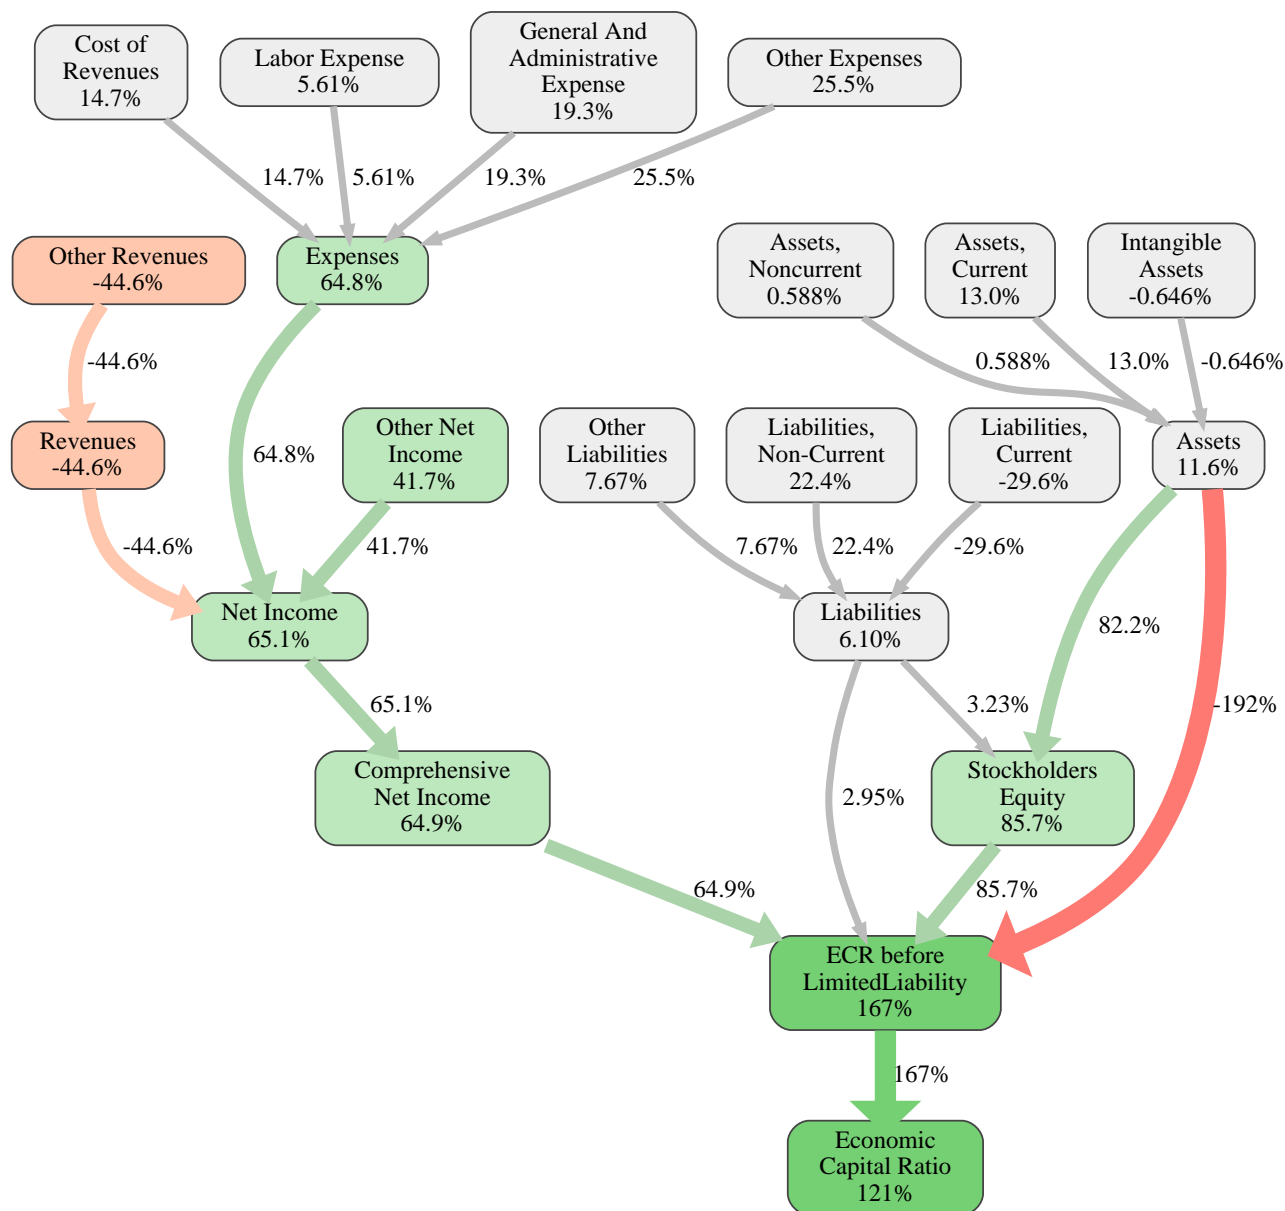 Cost of
Revenues
14.7%
Labor Expense
5.61%
General And
Administrative
Expense
19.3%
Other Expenses
25.5%
14.7%
5.61%
19.3%
25.5%
Other Revenues
-44.6%
Expenses
64.8%
Assets,
Noncurrent
0.588%
Assets,
Current
13.0%
Intangible
Assets
-0.646%
-44.6%
0.588%
13.0%
-0.646%
Revenues
-44.6%
64.8%
Other Net
Income
41.7%
Other
Liabilities
7.67%
Liabilities,
Non-Current
22.4%
Liabilities,
Current
-29.6%
Assets
11.6%
-44.6%
41.7%
7.67%
22.4%
-29.6%
Net Income
65.1%
Liabilities
6.10%
82.2%
65.1%
3.23%
-192%
Comprehensive
Net Income
64.9%
2.95%
Stockholders
Equity
85.7%
64.9%
85.7%
ECR before
LimitedLiability
167%
167%
Economic
Capital Ratio
121%